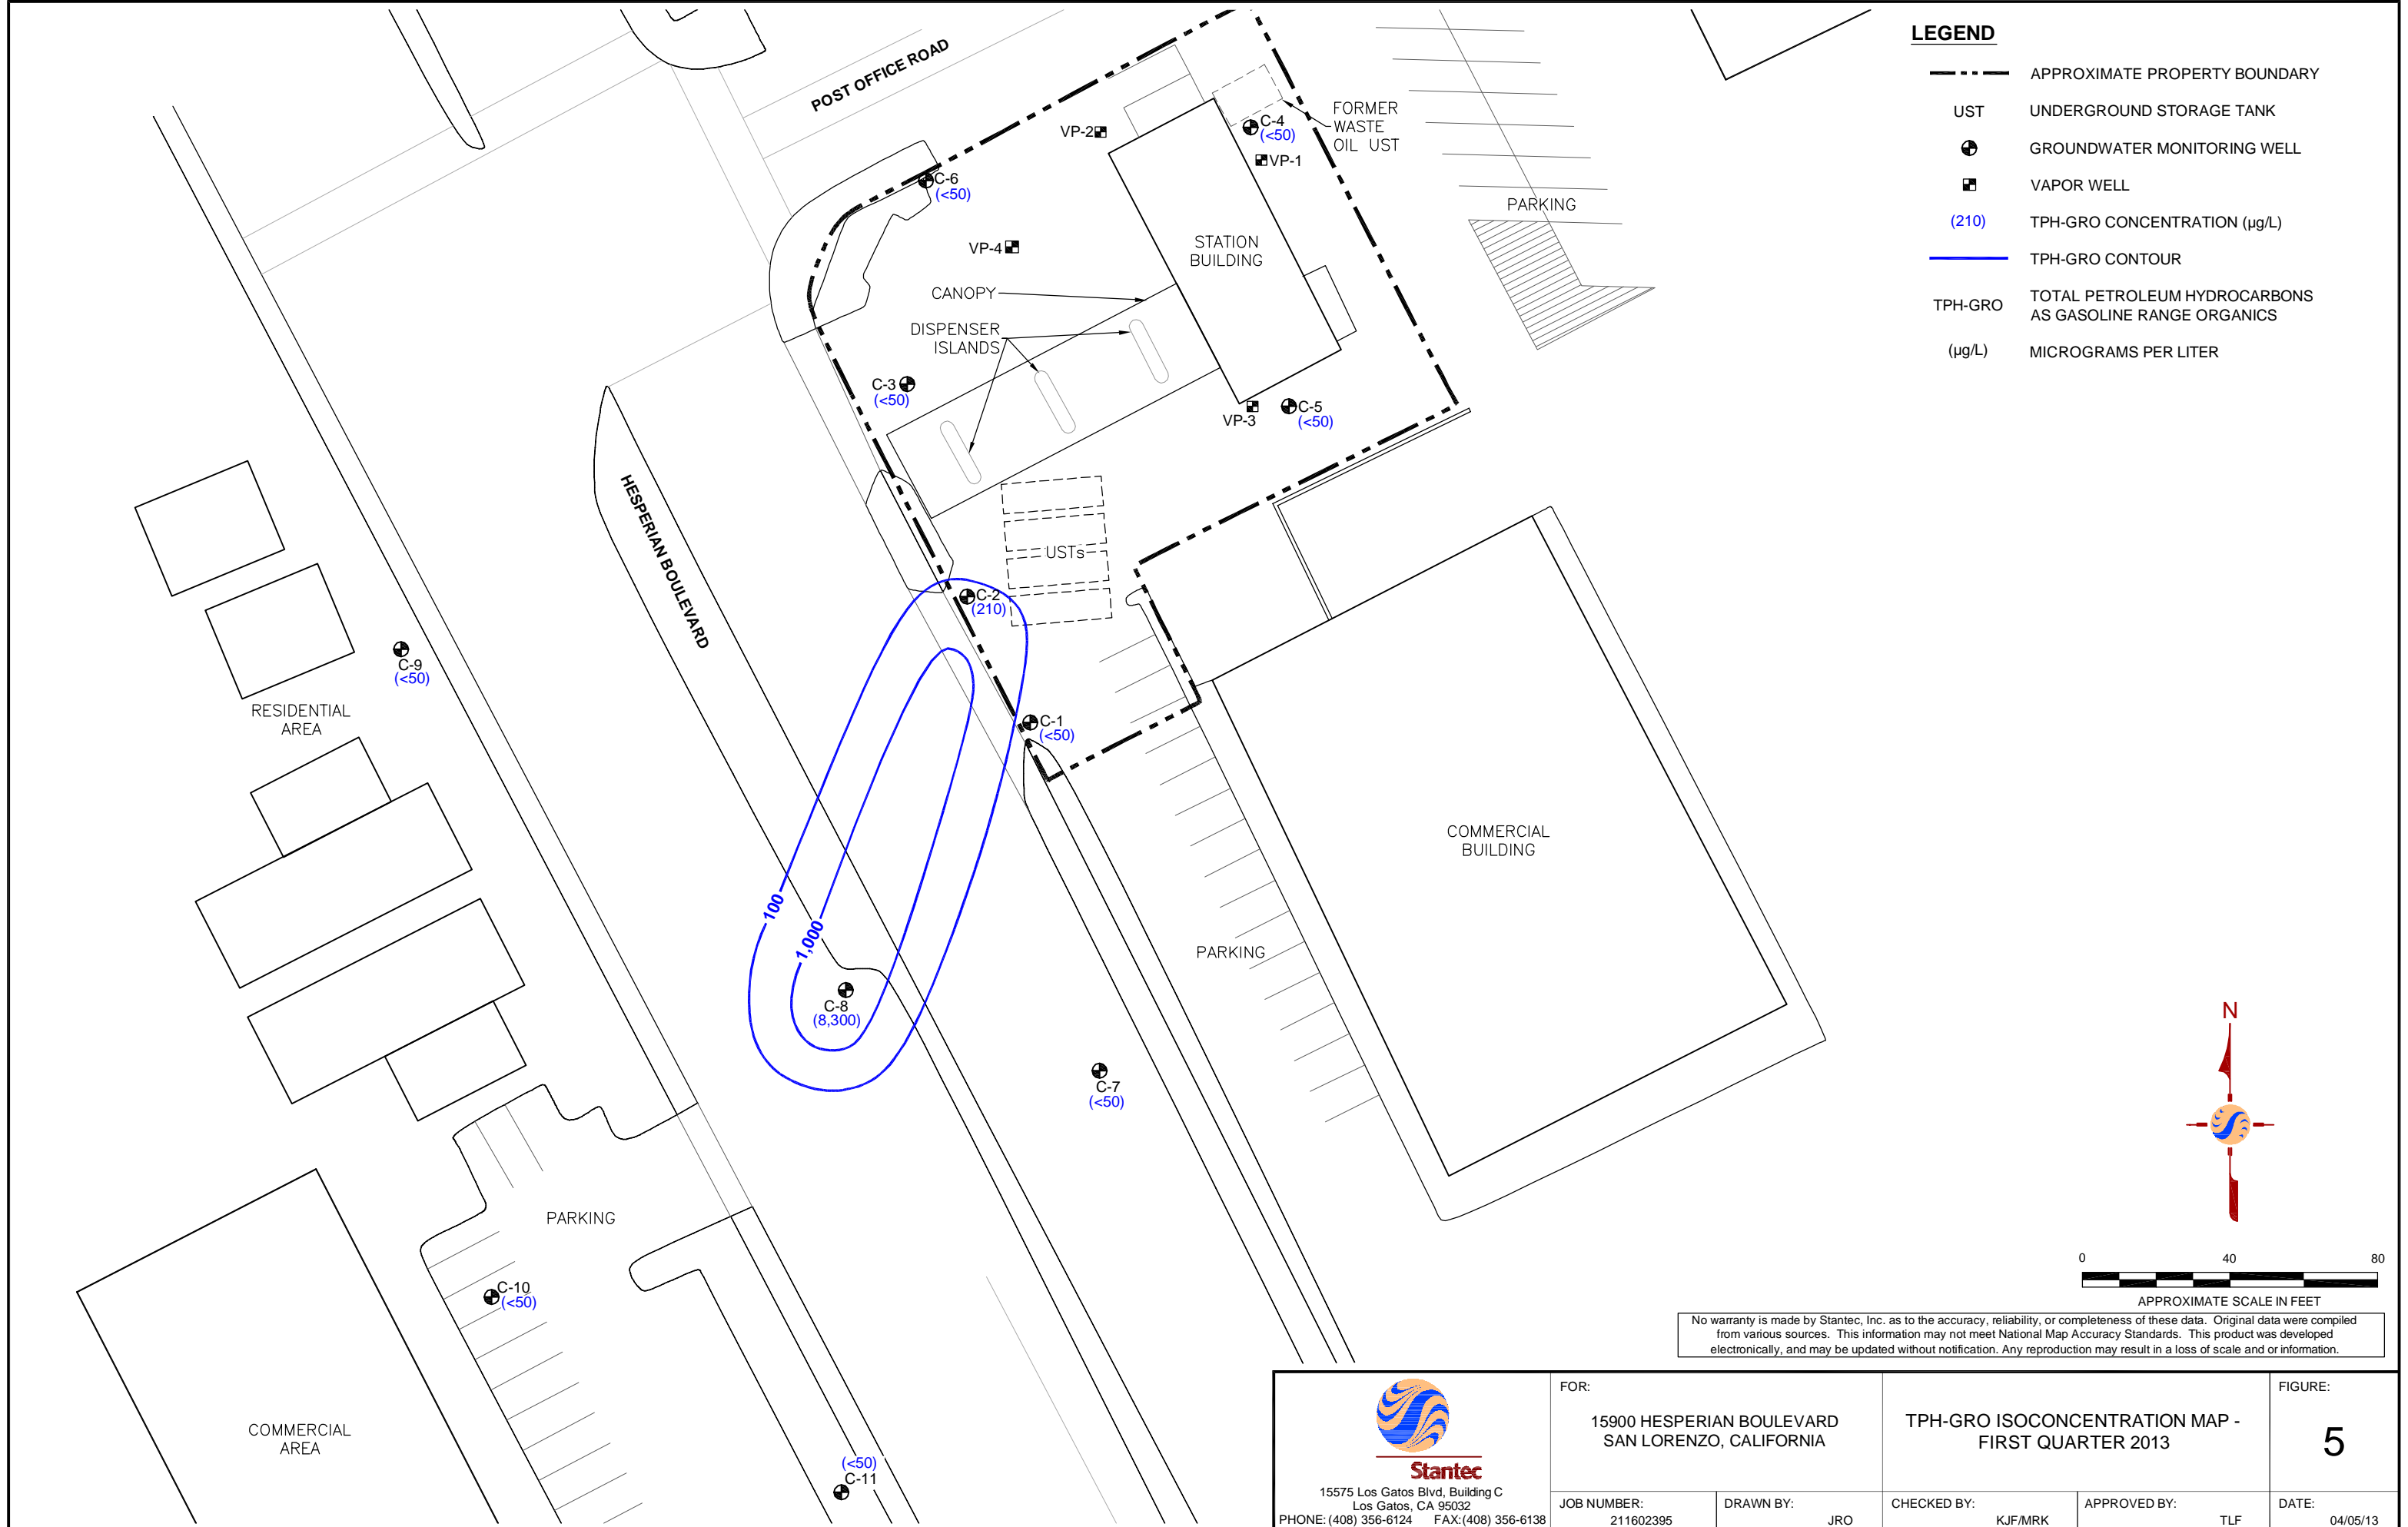 LEGEND
APPROXIMATE PROPERTY BOUNDARY
UST UNDERGROUND STORAGE TANK
GROUNDWATER MONITORING WELL
VAPOR WELL
(210) TPH-GRO CONCENTRATION (µg/L)
TPH-GRO CONTOUR
TPH-GRO TOTAL PETROLEUM HYDROCARBONS
AS GASOLINE RANGE ORGANICS
(µg/L) MICROGRAMS PER LITER
POST OFFICE ROAD
FORMER
WASTE
OIL UST
VP-2
C-4
(<50)
VP-1
C-6
(<50)
PARKING
VP-4
STATION
BUILDING
CANOPY
DISPENSER
ISLANDS
C-3
(<50)
VP-3
C-5
(<50)
HESPERIAN BOULEVARD
USTs
C-2
(210)
C-9
(<50)
RESIDENTIAL
AREA
C-1
(<50)
COMMERCIAL
BUILDING
100
1,000
PARKING
C-8
(8,300)
C-7
(<50)
N
PARKING
C-10
(<50)
COMMERCIAL
AREA
(<50)
C-11
0 40 80
APPROXIMATE SCALE IN FEET
No warranty is made by Stantec, Inc. as to the accuracy, reliability, or completeness of these data. Original data were compiled
from various sources. This information may not meet National Map Accuracy Standards. This product was developed
electronically, and may be updated without notification. Any reproduction may result in a loss of scale and or information.
Stantec
15575 Los Gatos Blvd, Building C
Los Gatos, CA 95032
PHONE: (408) 356-6124 FAX:(408) 356-6138
FOR:
15900 HESPERIAN BOULEVARD
SAN LORENZO, CALIFORNIA
TPH-GRO ISOCONCENTRATION MAP -
FIRST QUARTER 2013
FIGURE:
5
JOB NUMBER:
211602395
DRAWN BY:
JRO
CHECKED BY:
KJF/MRK
APPROVED BY:
TLF
DATE:
04/05/13